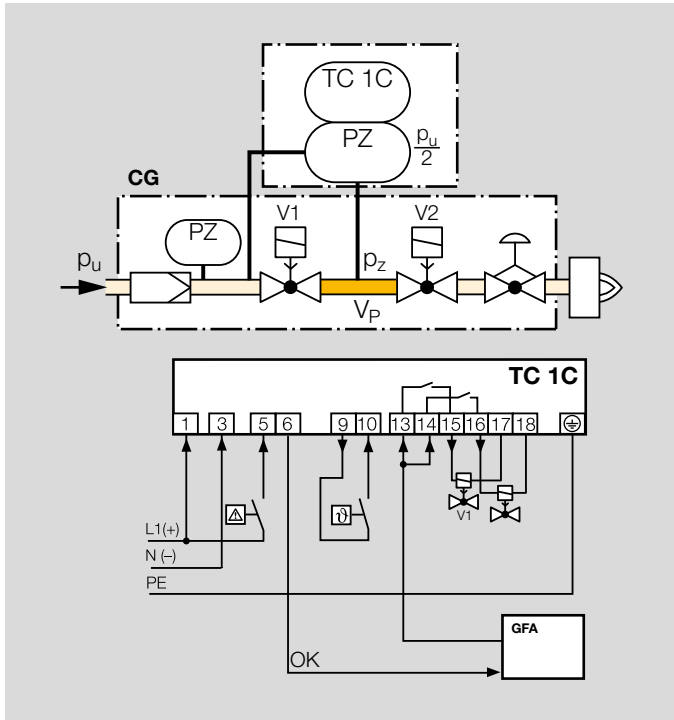 TC 1C
PZ
pu
2
CG
PZ
V1
V2
pu
pz
VP
TC 1C
1 3 5 6 9 10 13 14 15 16 17 18
ϑ
V1
L1(+)
N (–)
PE
GFA
OK